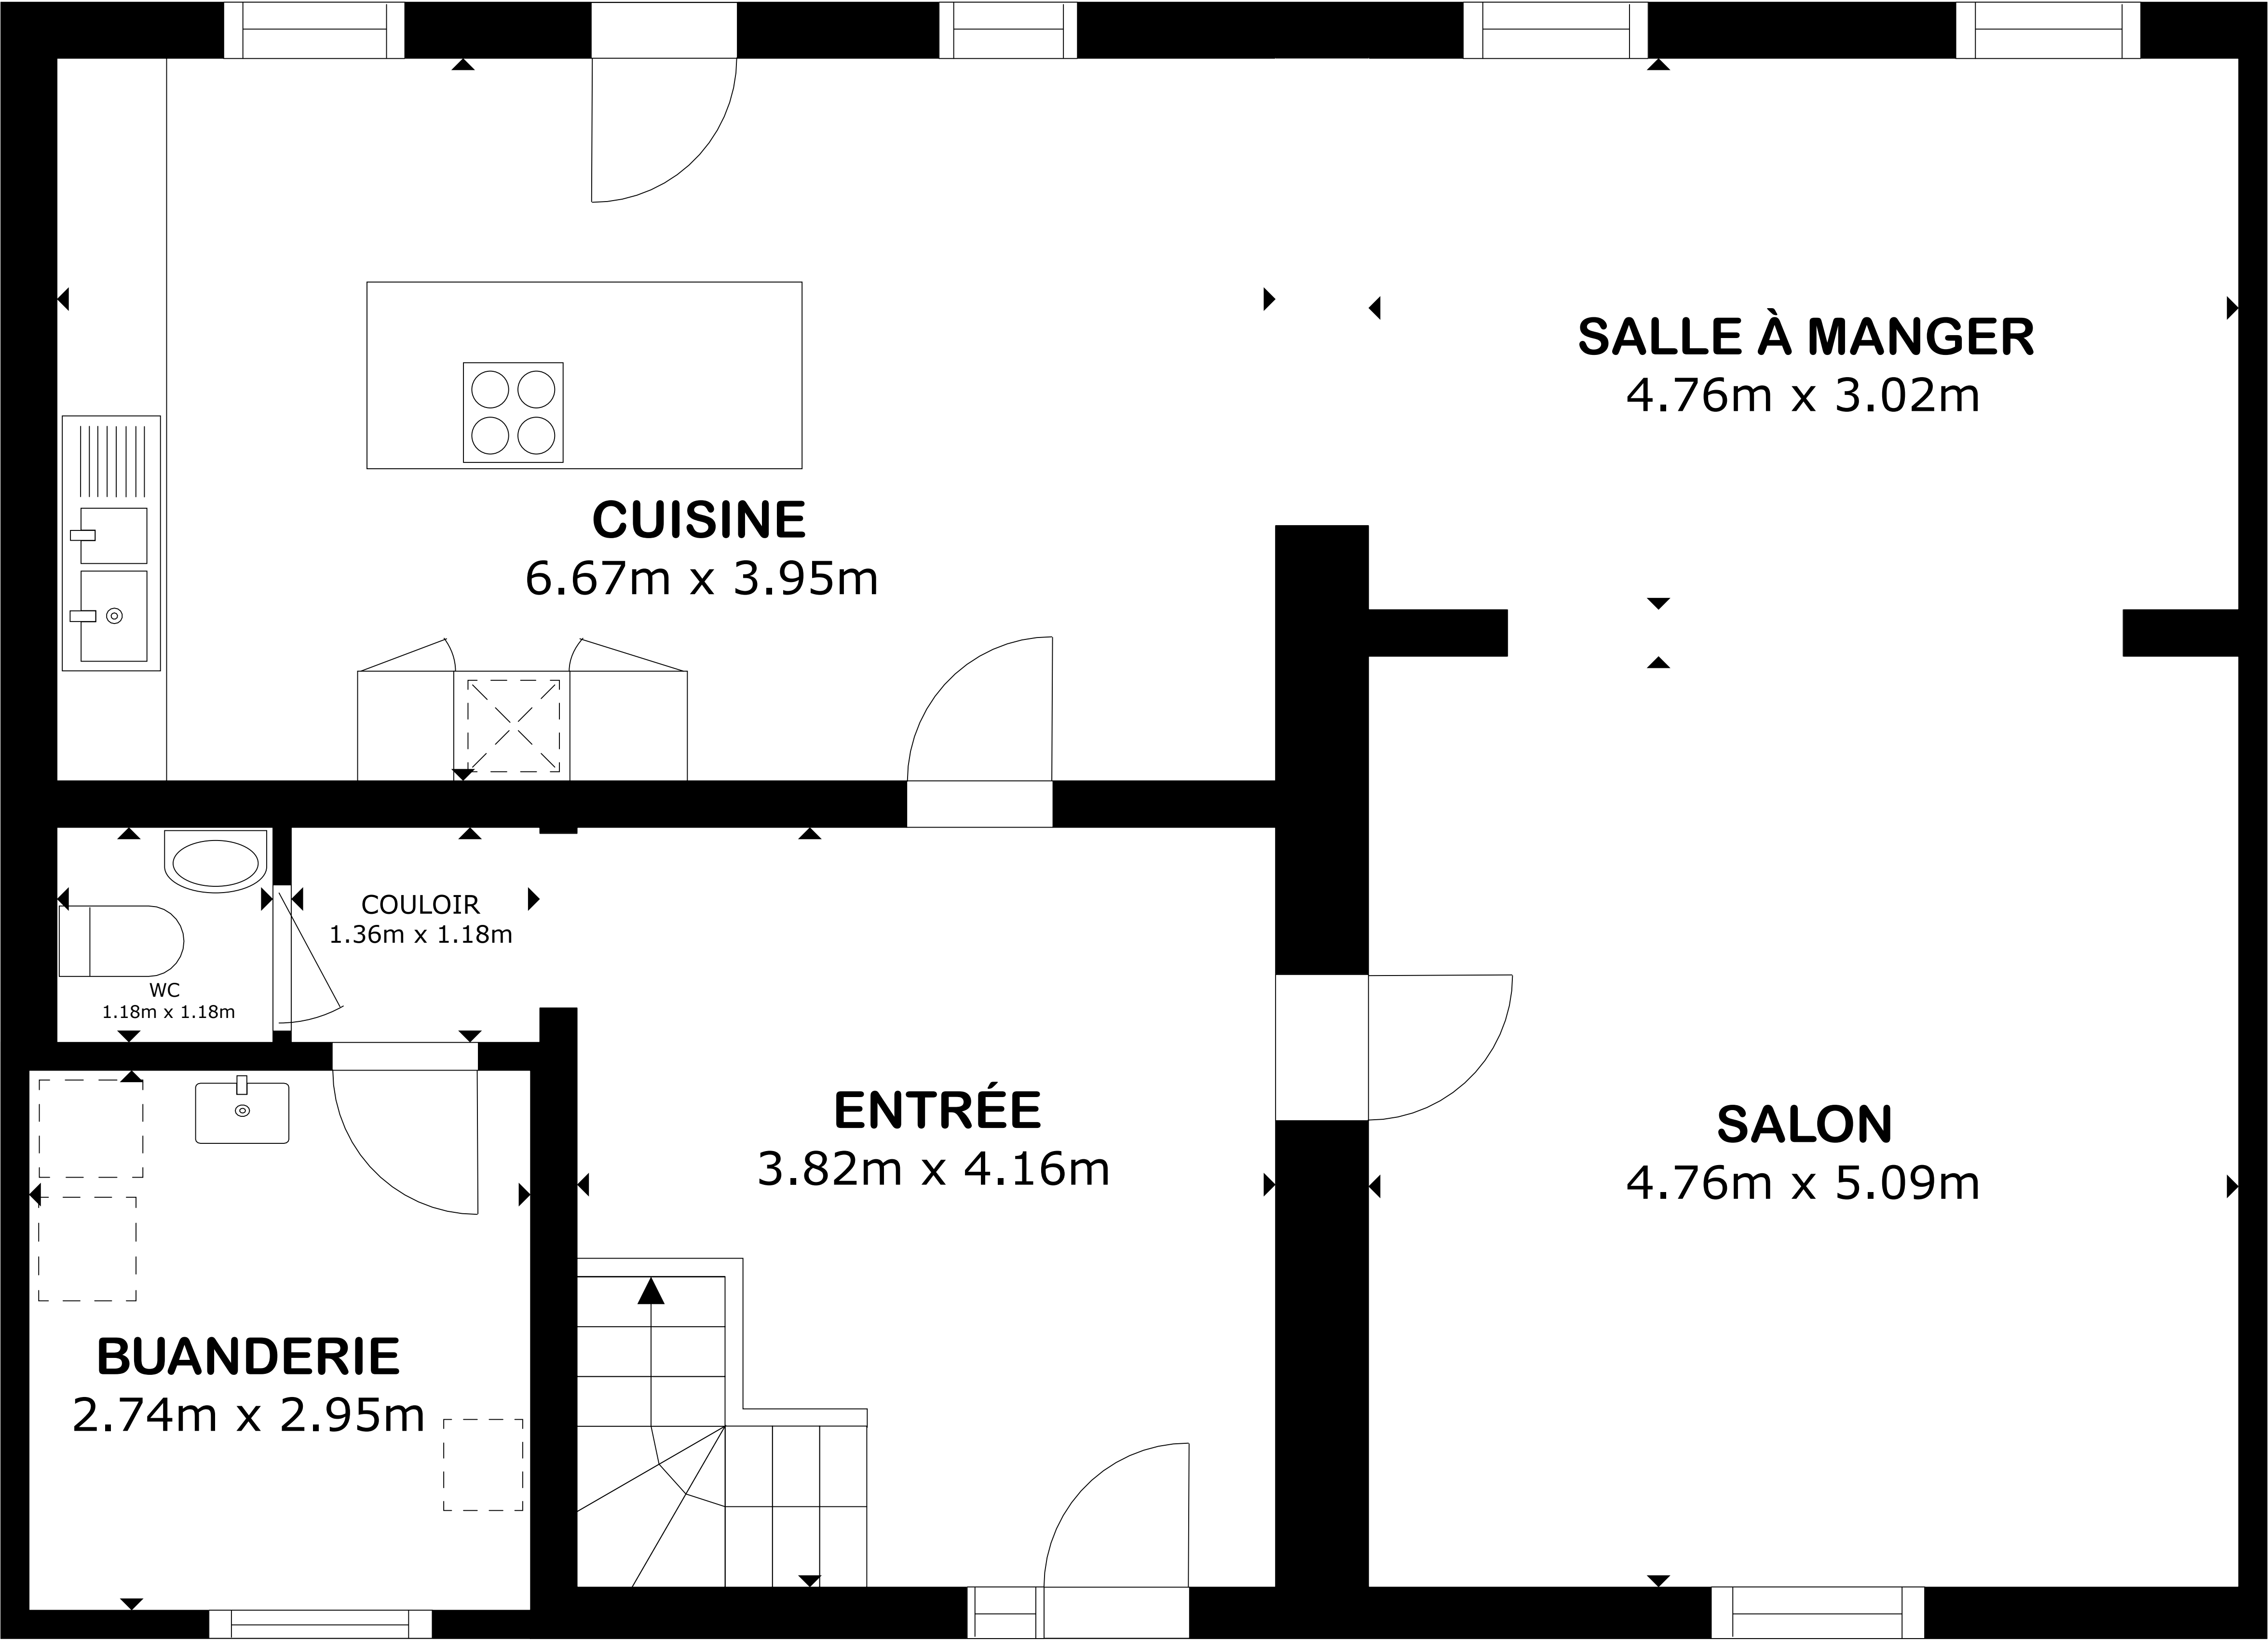 SALLE À MANGER
4.76m x 3.02m
CUISINE
6.67m x 3.95m
COULOIR
1.36m x 1.18m
WC
1.18m x 1.18m
ENTRÉE
3.82m x 4.16m
SALON
4.76m x 5.09m
BUANDERIE
2.74m x 2.95m